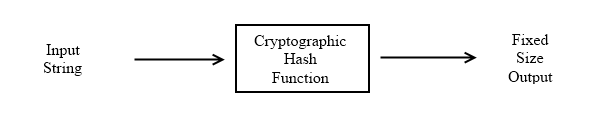 Input
String
Cryptographic
Hash
Function
Fixed
Size
Output